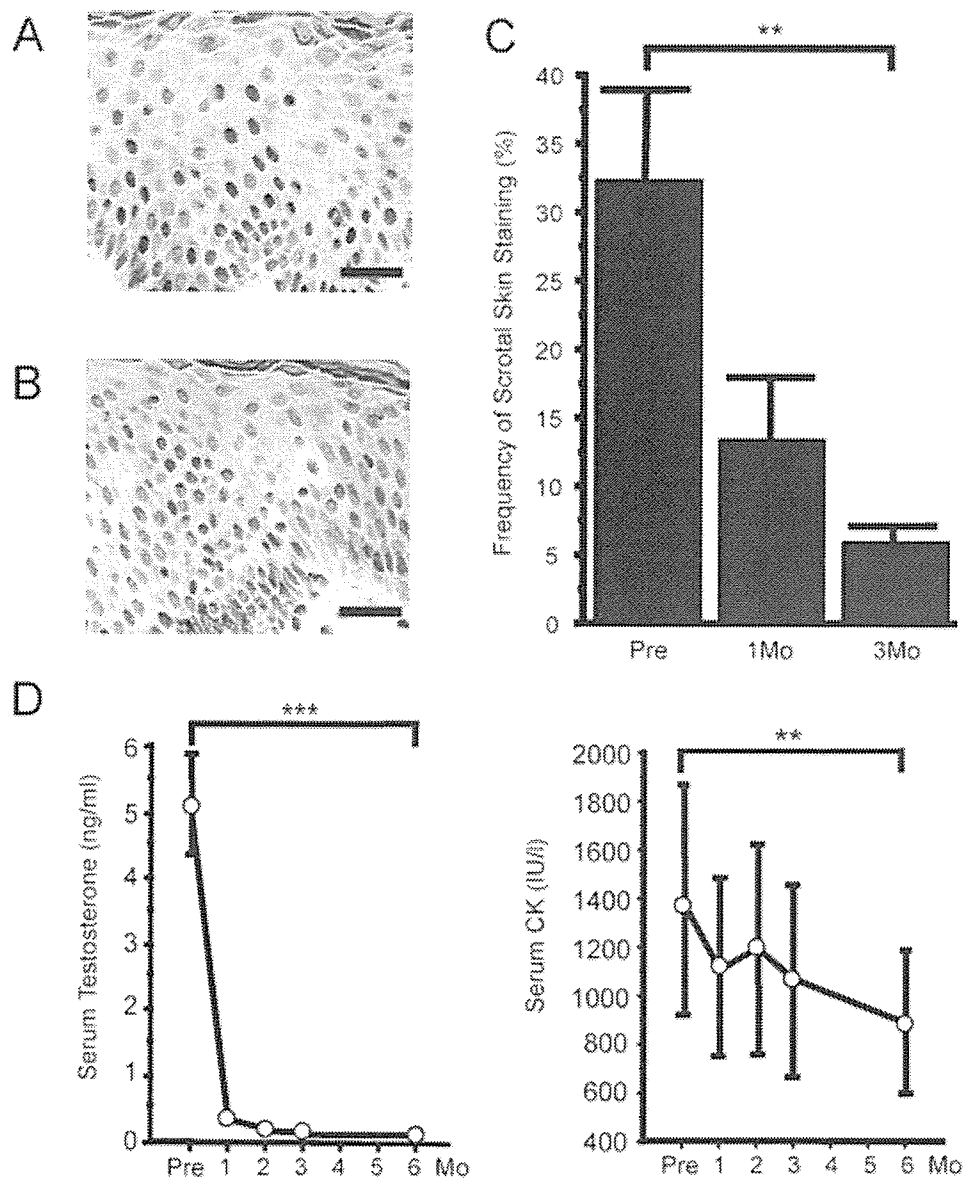 A
B
C
**
Frequency of Scrotal Skin Staining (%)
40
35
30
25
20
15
10
5
0
Pre 1Mo 3Mo
D
***
Serum Testosterone (ng/ml)
6
5
4
3
2
1
0
Pre 1 2 3 4 5 6 Mo
**
Serum CK (IU/l)
2000
1800
1600
1400
1200
1000
800
600
400
Pre 1 2 3 4 5 6 Mo